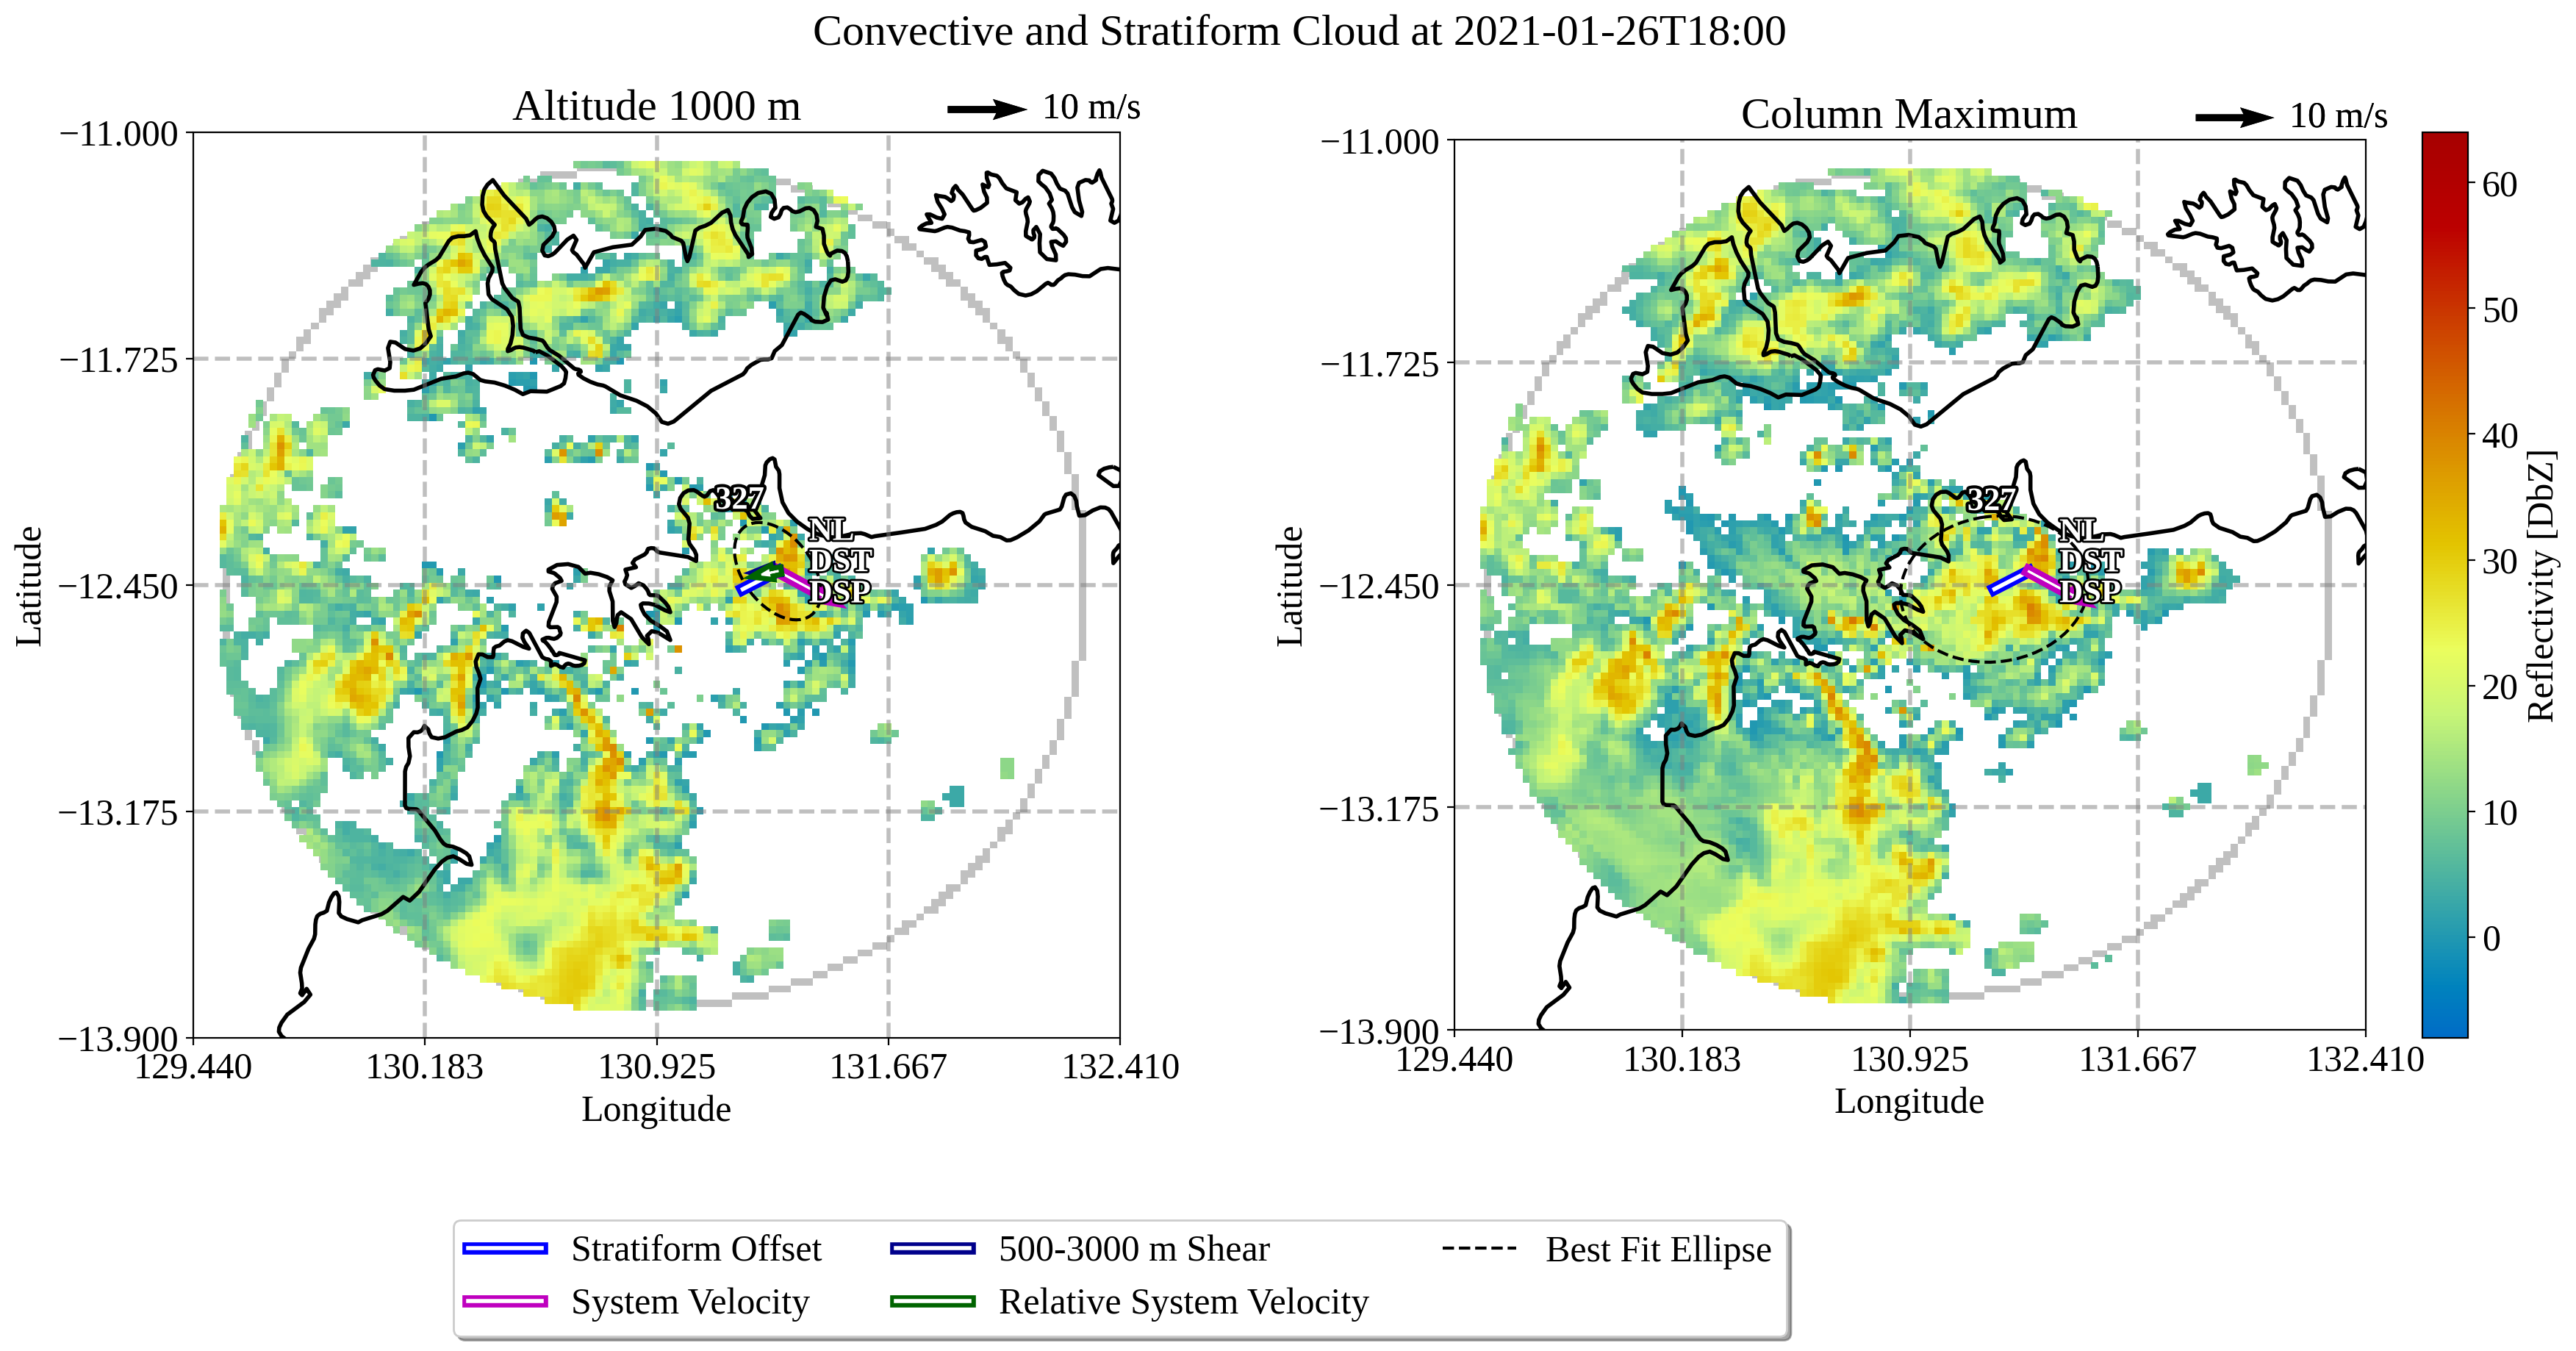 Convective and Stratiform Cloud at 2021-01-26T18:00
Altitude 1000 m
10 m/s
−11.000
−11.725
−12.450
−13.175
−13.900
129.440
130.183
130.925
131.667
132.410
Latitude
Longitude
327
NL
DST
DSP
Column Maximum
10 m/s
−11.000
−11.725
−12.450
−13.175
−13.900
129.440
130.183
130.925
131.667
132.410
Latitude
Longitude
327
NL
DST
DSP
60
50
40
30
20
10
0
Reflectivity [DbZ]
Stratiform Offset
System Velocity
500-3000 m Shear
Relative System Velocity
Best Fit Ellipse